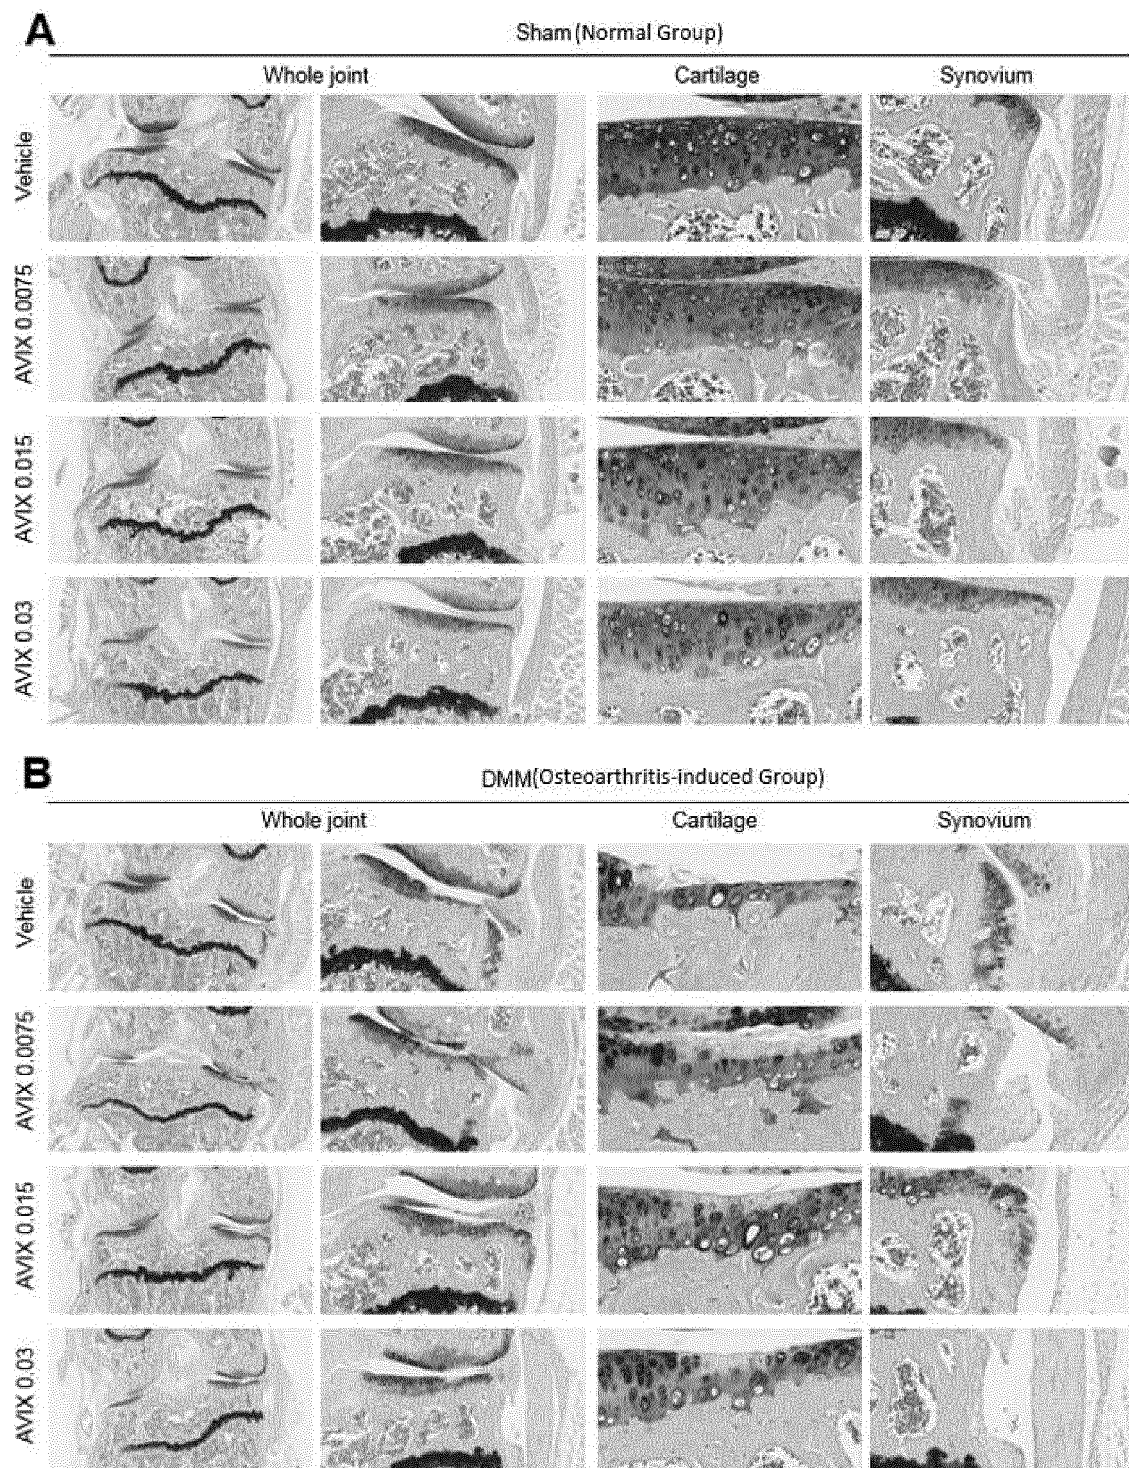 A
Sham(Normal Group)
Whole joint Cartilage Synovium
Vehicle
AVIX 0.0075
AVIX 0.015
AVIX 0.03
B
DMM(Osteoarthritis-induced Group)
Whole joint Cartilage Synovium
Vehicle
AVIX 0.0075
AVIX 0.015
AVIX 0.03